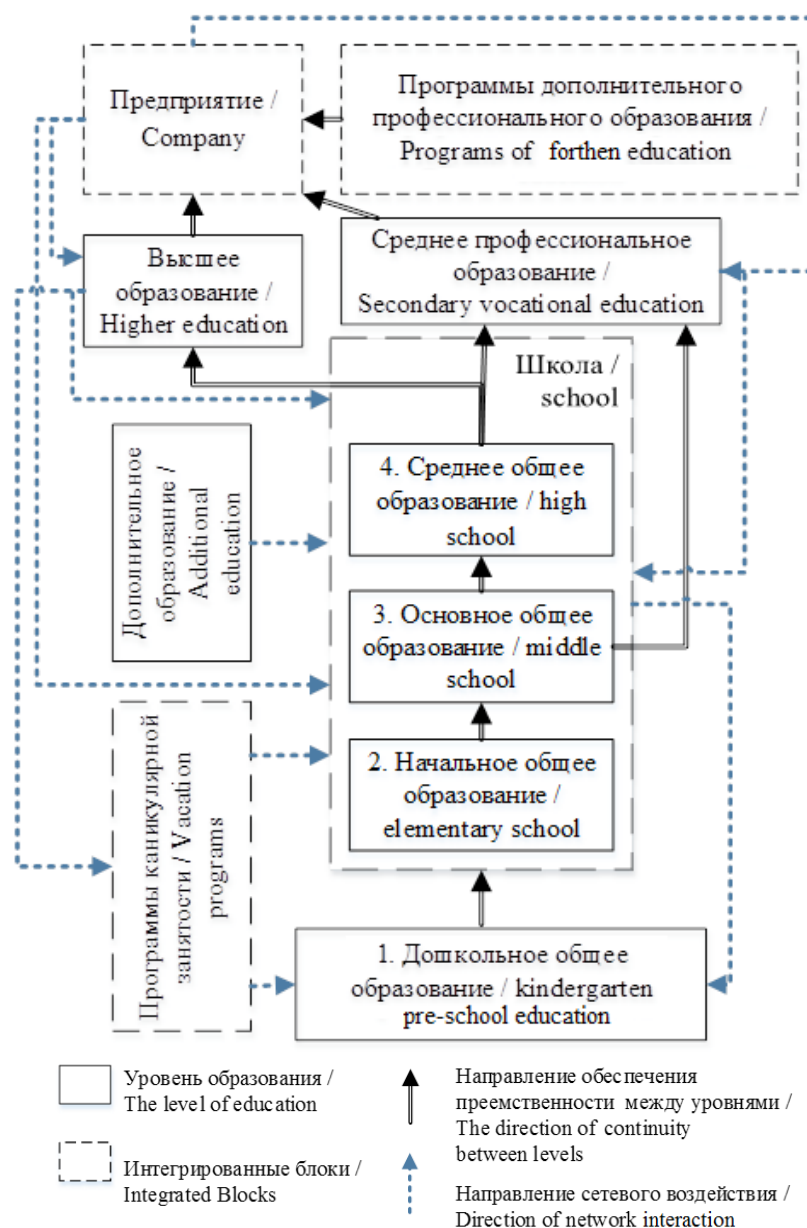 Предприятие /
Company
Программы дополнительного
профессионального образования /
Programs of forthen education
Высшее
образование /
Higher education
Среднее профессиональное
образование /
Secondary vocational education
Школа /
school
4. Среднее общее
образование / high
school
Дополнительное
образование /
Additional
education
3. Основное общее
образование / middle
school
2. Начальное общее
образование /
elementary school
Программы каникулярной
занятости / Vacation
programs
1. Дошкольное общее
образование / kindergarten
pre-school education
Уровень образования /
The level of education
Интегрированные блоки /
Integrated Blocks
Направление обеспечения
преемственности между уровнями /
The direction of continuity
between levels
Направление сетевого воздействия /
Direction of network interaction